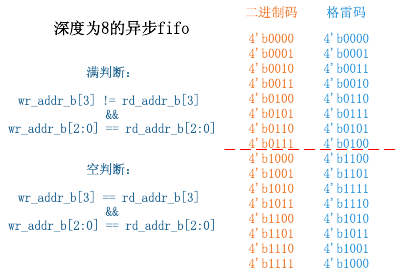 深度为8的异步fifo
满判断:
wr_addr_b[3] != rd_addr_b[3]
&&
wr_addr_b[2:0] == rd_addr_b[2:0]
空判断:
wr_addr_b[3] == rd_addr_b[3]
&&
wr_addr_b[2:0] == rd_addr_b[2:0]
二进制码 格雷码
4'b0000 4'b0000
4'b0001 4'b0001
4'b0010 4'b0011
4'b0011 4'b0010
4'b0100 4'b0110
4'b0101 4'b0111
4'b0110 4'b0101
4'b0111 4'b0100
4'b1000 4'b1100
4'b1001 4'b1101
4'b1010 4'b1111
4'b1011 4'b1110
4'b1100 4'b1010
4'b1101 4'b1011
4'b1110 4'b1001
4'b1111 4'b1000